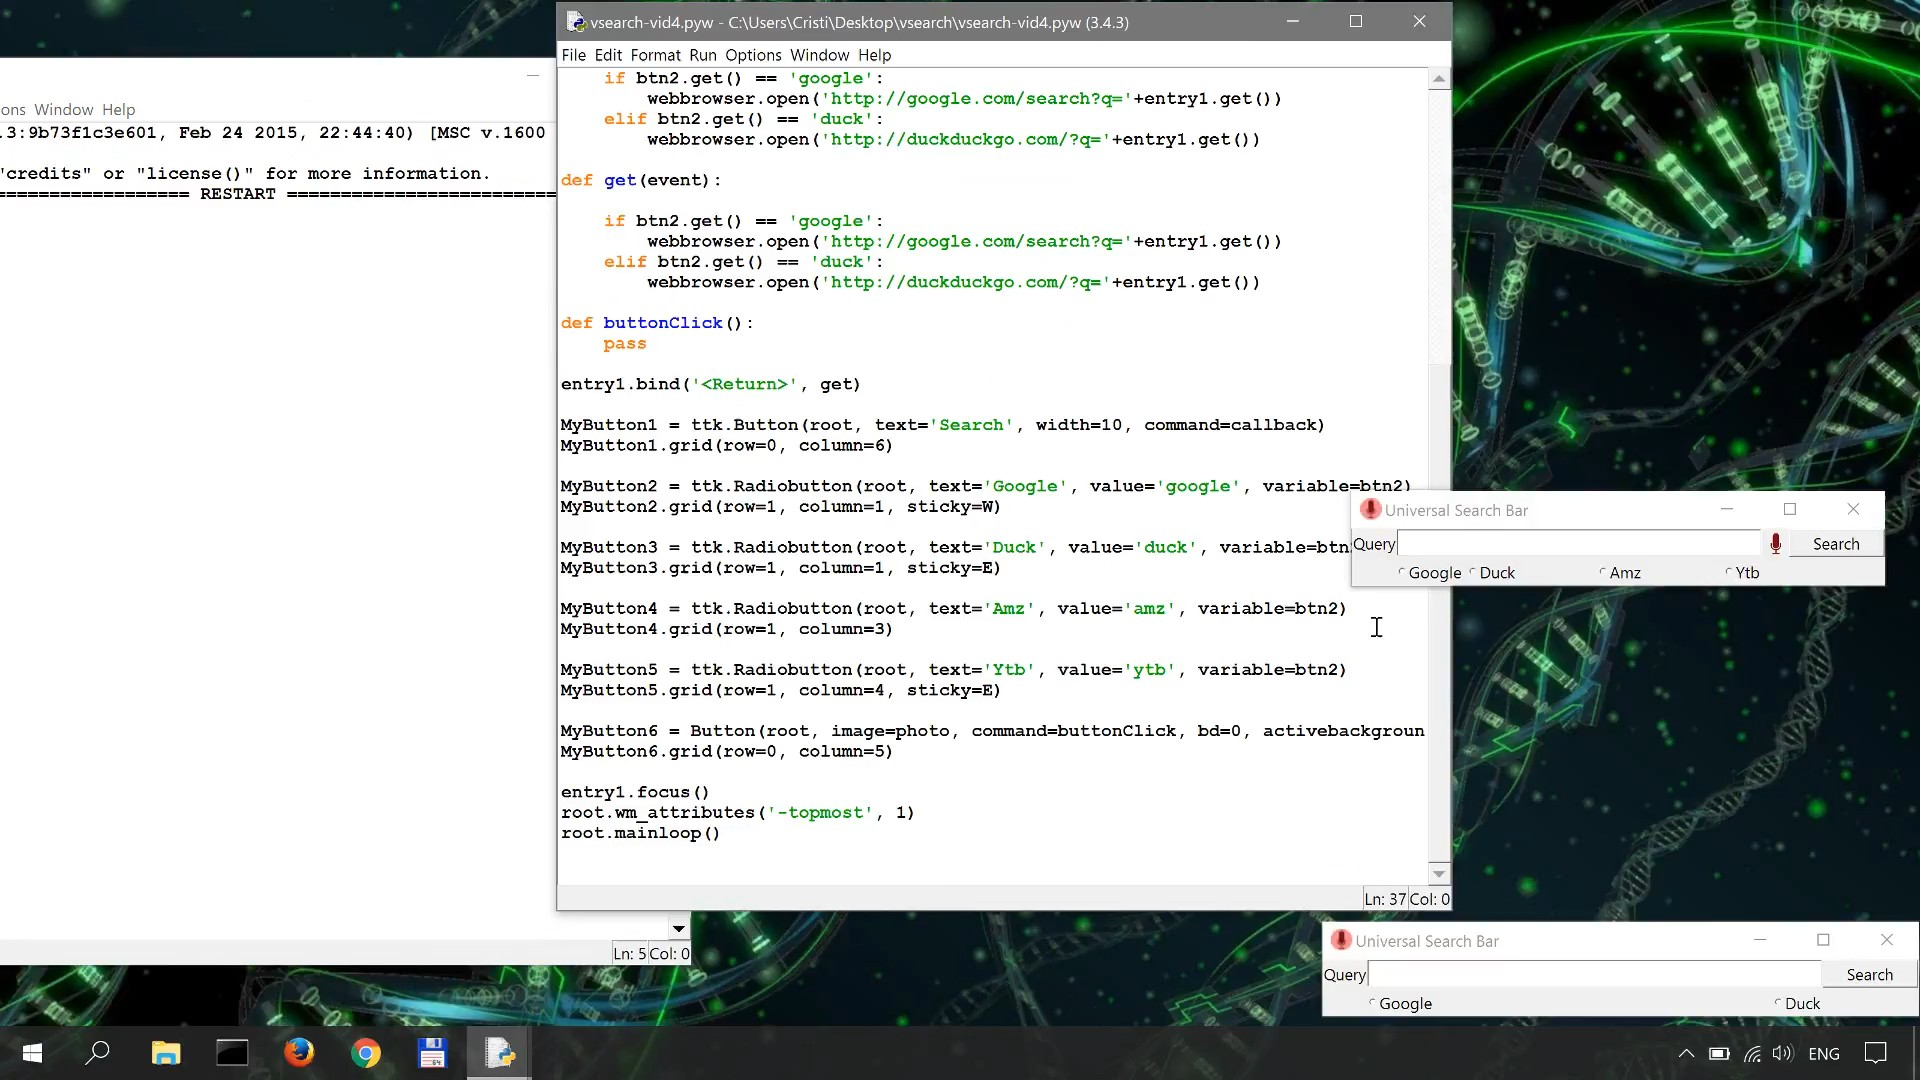 vsearch-vid4.pyw - C:\Users\Cristi\Desktop\vsearch\vsearch-vid4.pyw (3.4.3)
File Edit Format Run Options Window Help
if btn2.get() == 'google':
webbrowser.open('http://google.com/search?q='+entry1.get())
elif btn2.get() == 'duck':
webbrowser.open('http://duckduckgo.com/?q='+entry1.get())
def get(event):
if btn2.get() == 'google':
webbrowser.open('http://google.com/search?q='+entry1.get())
elif btn2.get() == 'duck':
webbrowser.open('http://duckduckgo.com/?q='+entry1.get())
def buttonClick():
pass
entry1.bind('<Return>', get)
MyButton1 = ttk.Button(root, text='Search', width=10, command=callback)
MyButton1.grid(row=0, column=6)
MyButton2 = ttk.Radiobutton(root, text='Google', value='google', variable=btn2)
MyButton2.grid(row=1, column=1, sticky=W)
MyButton3 = ttk.Radiobutton(root, text='Duck', value='duck', variable=btn
MyButton3.grid(row=1, column=1, sticky=E)
MyButton4 = ttk.Radiobutton(root, text='Amz', value='amz', variable=btn2)
MyButton4.grid(row=1, column=3)
MyButton5 = ttk.Radiobutton(root, text='Ytb', value='ytb', variable=btn2)
MyButton5.grid(row=1, column=4, sticky=E)
MyButton6 = Button(root, image=photo, command=buttonClick, bd=0, activebackgroun
MyButton6.grid(row=0, column=5)
entry1.focus()
root.wm_attributes('-topmost', 1)
root.mainloop()
Ln: 37 Col: 0
ons Window Help
.3:9b73f1c3e601, Feb 24 2015, 22:44:40) [MSC v.1600
"credits" or "license()" for more information.
================= RESTART =========================
Ln: 5 Col: 0
Universal Search Bar
Query Search
Google Duck Amz Ytb
Universal Search Bar
Query Search
Google Duck
64
ENG